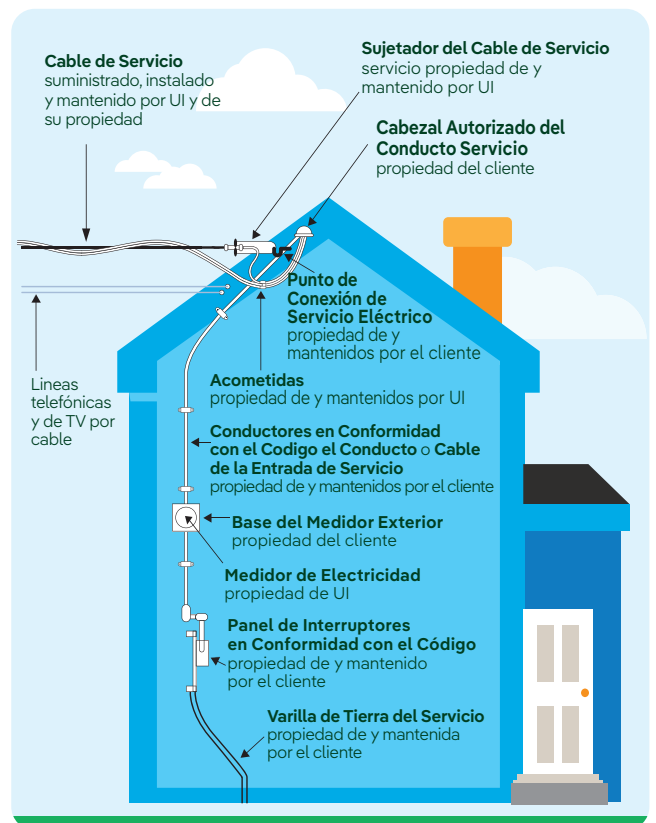 Cable de Servicio
suministrado, instalado
y mantenido por UI y de
su propiedad
Sujetador del Cable de Servicio
servicio propiedad de y
mantenido por UI
Cabezal Autorizado del
Conducto Servicio
propiedad del cliente
Punto de
Conexión de
Servicio Eléctrico
propiedad de y
mantenidos por el cliente
Lineas
telefónicas
y de TV por
cable
Acometidas
propiedad de y mantenidos por UI
Conductores en Conformidad
con el Codigo el Conducto o Cable
de la Entrada de Servicio
propiedad de y mantenidos por el cliente
Base del Medidor Exterior
propiedad del cliente
Medidor de Electricidad
propiedad de UI
Panel de Interruptores
en Conformidad con el Código
propiedad de y mantenido
por el cliente
Varilla de Tierra del Servicio
propiedad de y mantenida
por el cliente